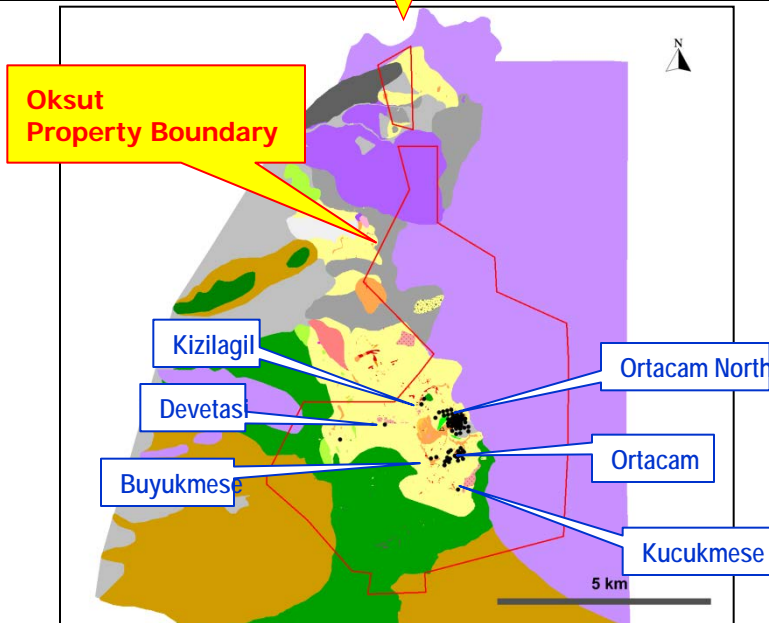 N
Oksut
Property Boundary
Kizilagil
Ortacam North
Devetasi
Ortacam
Buyukmese
Kucukmese
5 km